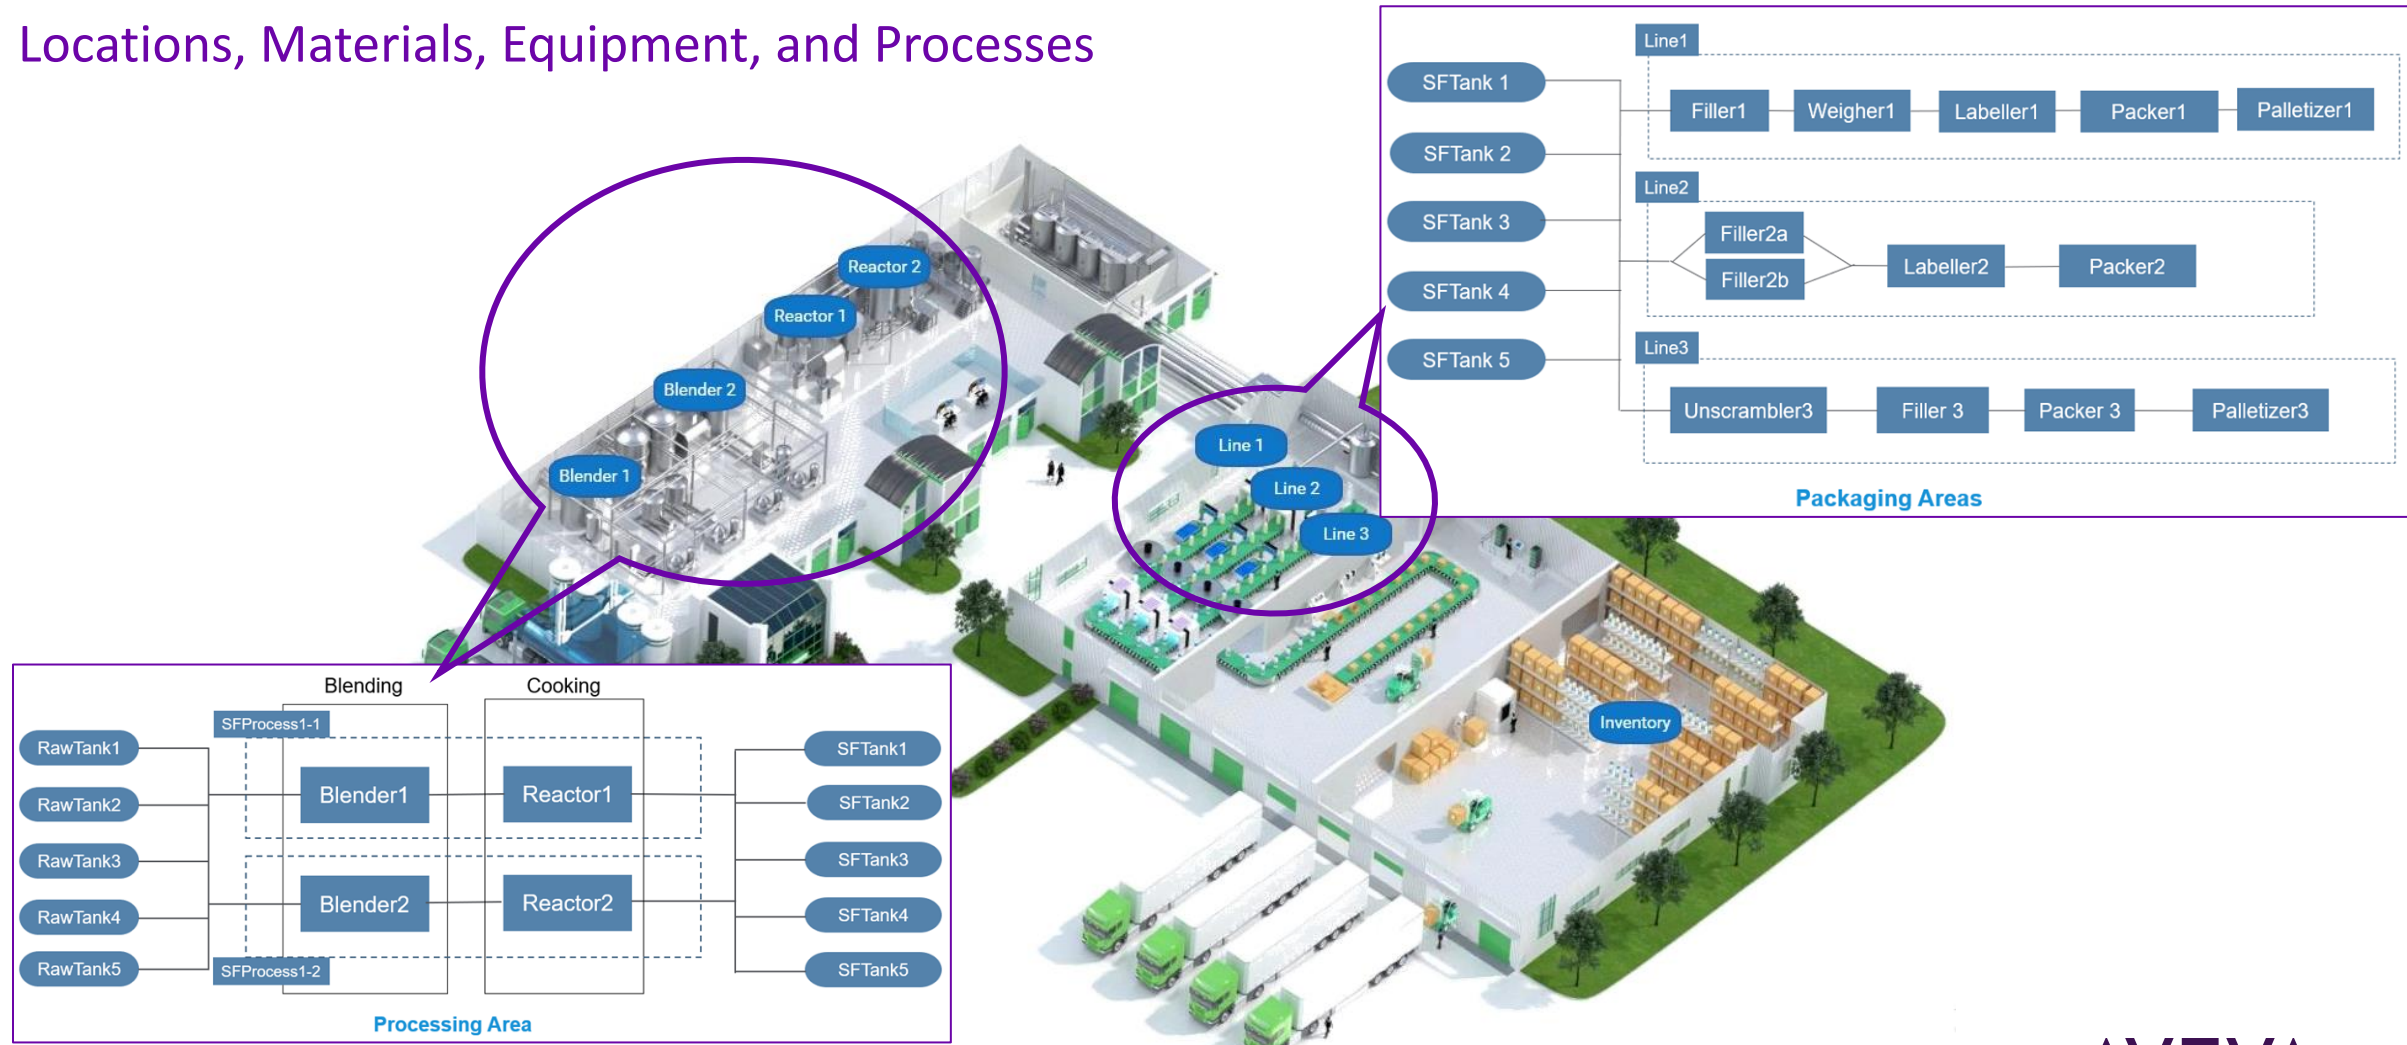 Locations, Materials, Equipment, and Processes
Line1
SFTank 1
Filler1
Weigher1
Labeller1
Packer1
Palletizer1
SFTank 2
Line2
SFTank 3
Filler2a
Filler2b
Labeller2
Packer2
SFTank 4
Line3
SFTank 5
Unscrambler3
Filler 3
Packer 3
Palletizer3
Packaging Areas
Reactor 2
Reactor 1
Blender 2
Blender 1
Line 1
Line 2
Line 3
Inventory
Blending
Cooking
SFProcess1-1
RawTank1
RawTank2
RawTank3
RawTank4
RawTank5
Blender1
Reactor1
Blender2
Reactor2
SFProcess1-2
SFTank1
SFTank2
SFTank3
SFTank4
SFTank5
Processing Area
AVEVA